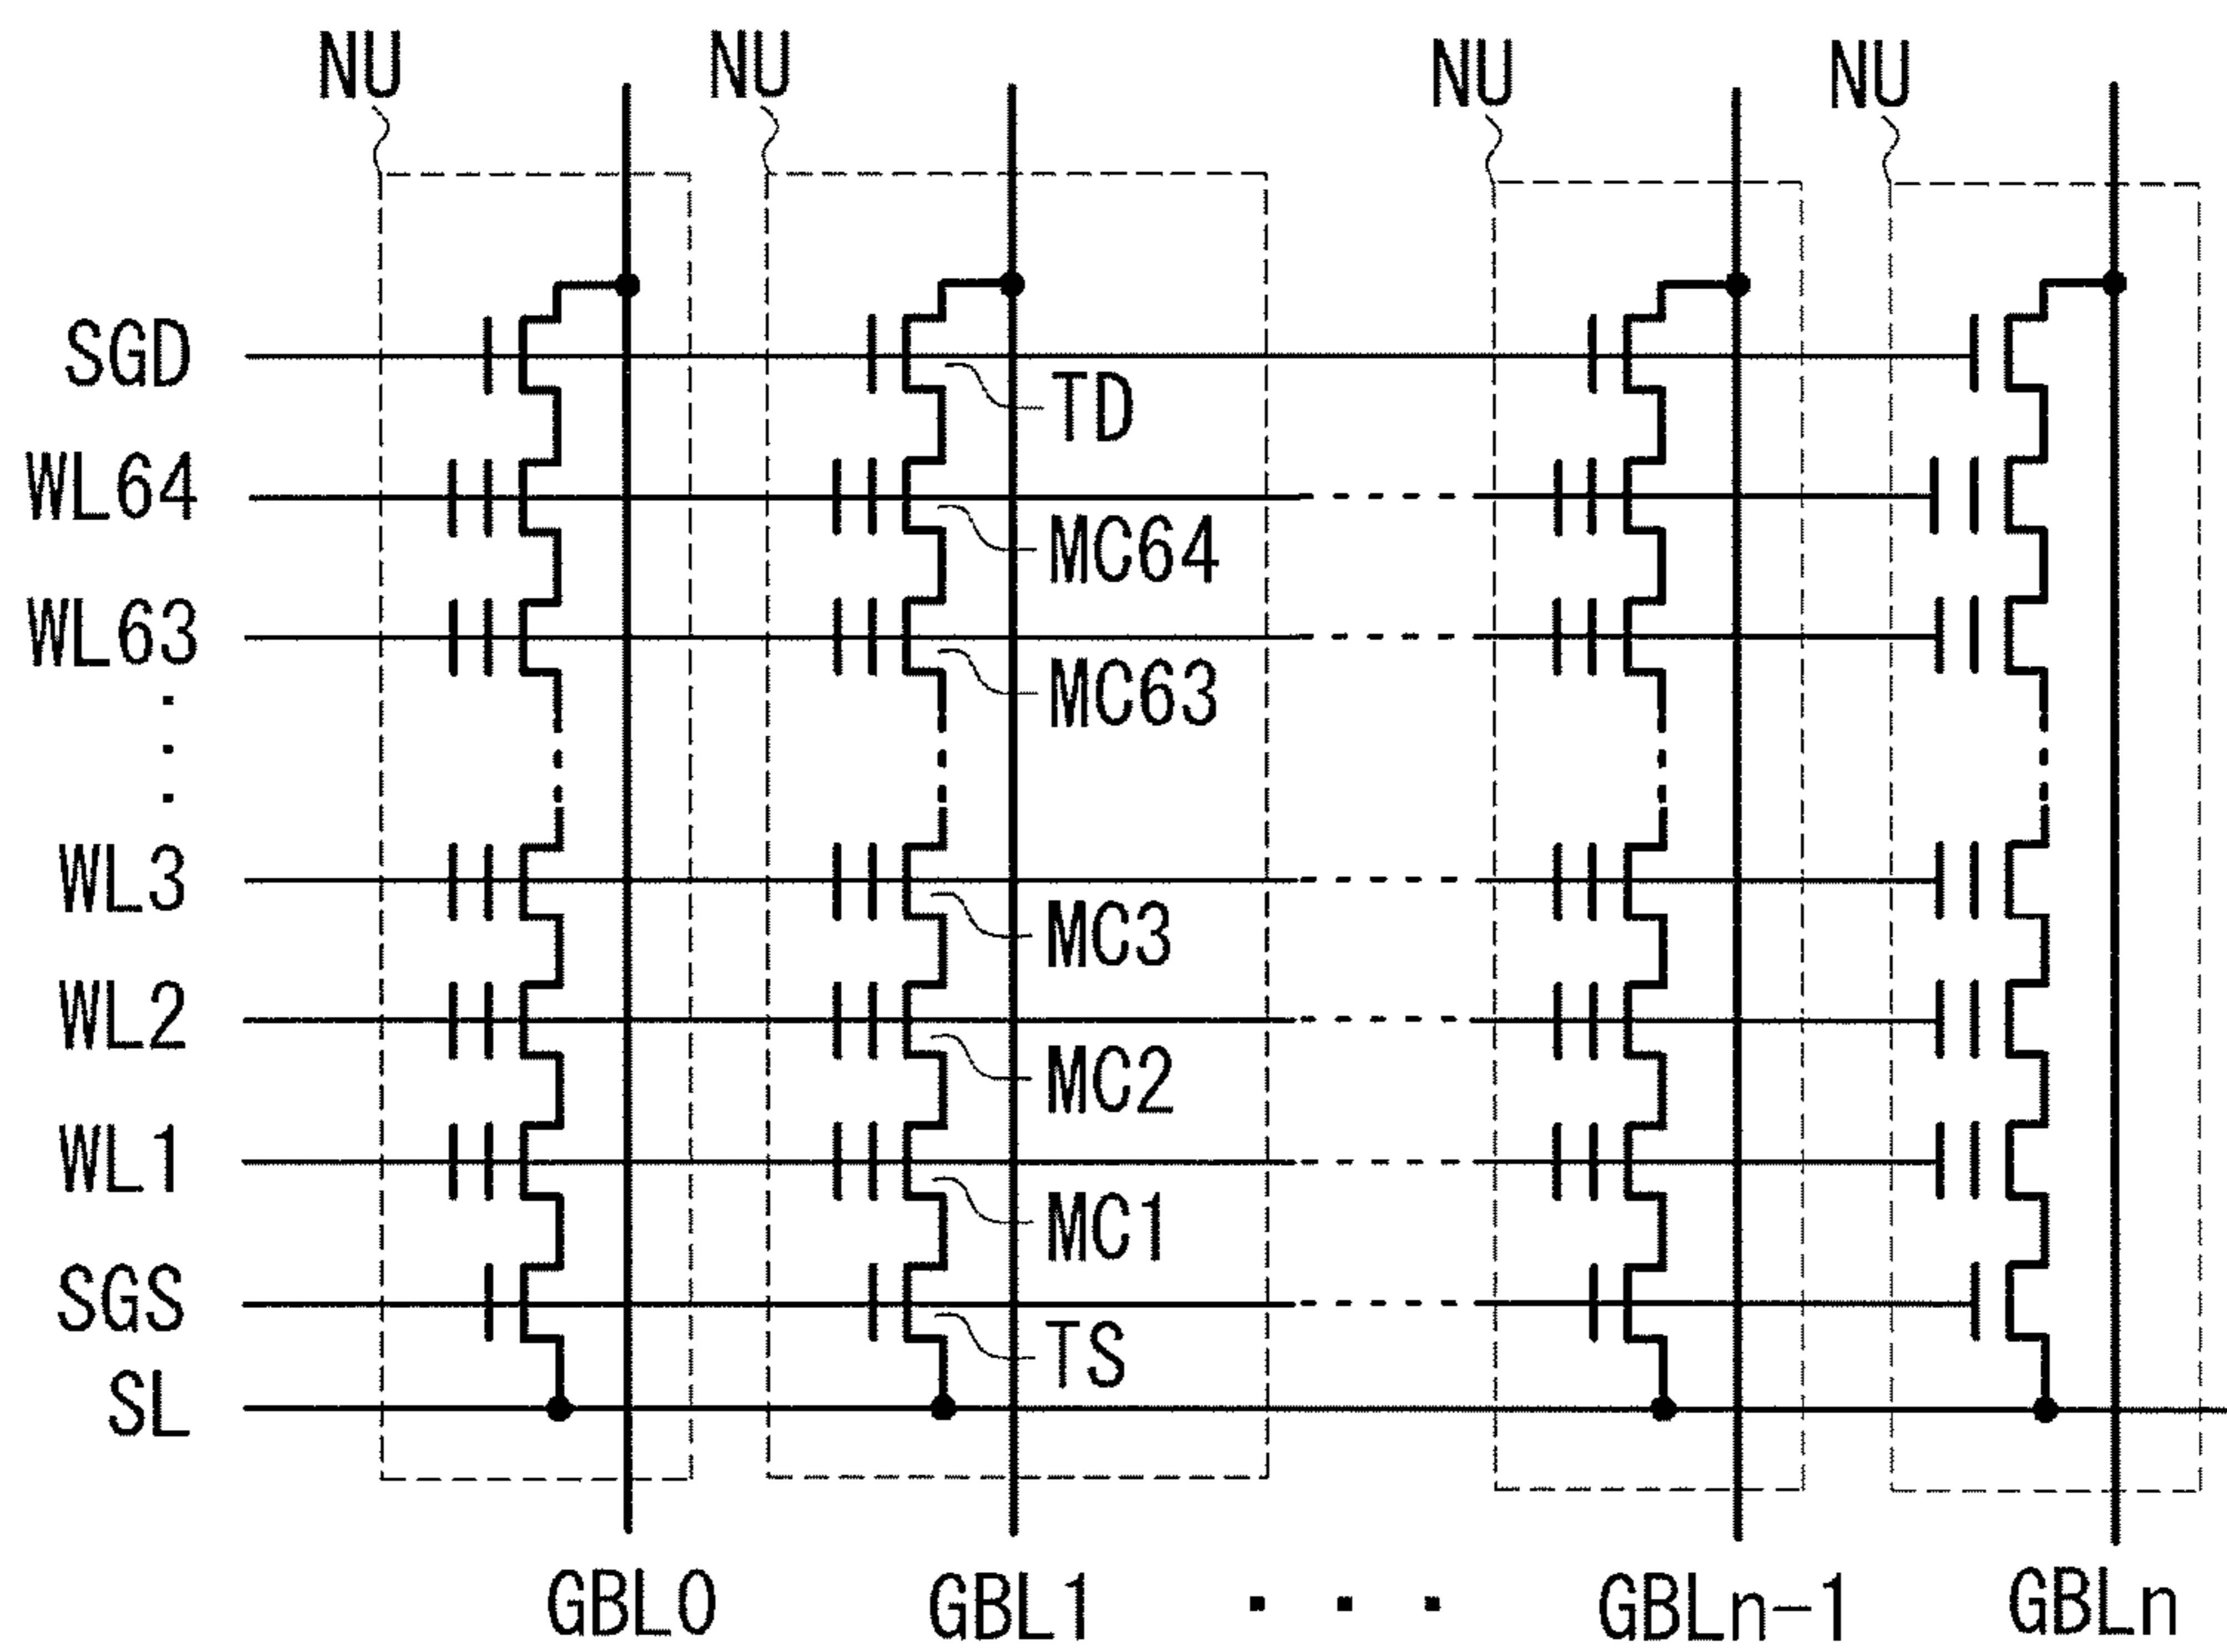 NU NU NU NU
SGD
TD
WL64
MC64
WL63
MC63
WL3
MC3
WL2
MC2
WL1
MC1
SGS
TS
SL
GBL0 GBL1 · · · GBLn-1 GBLn